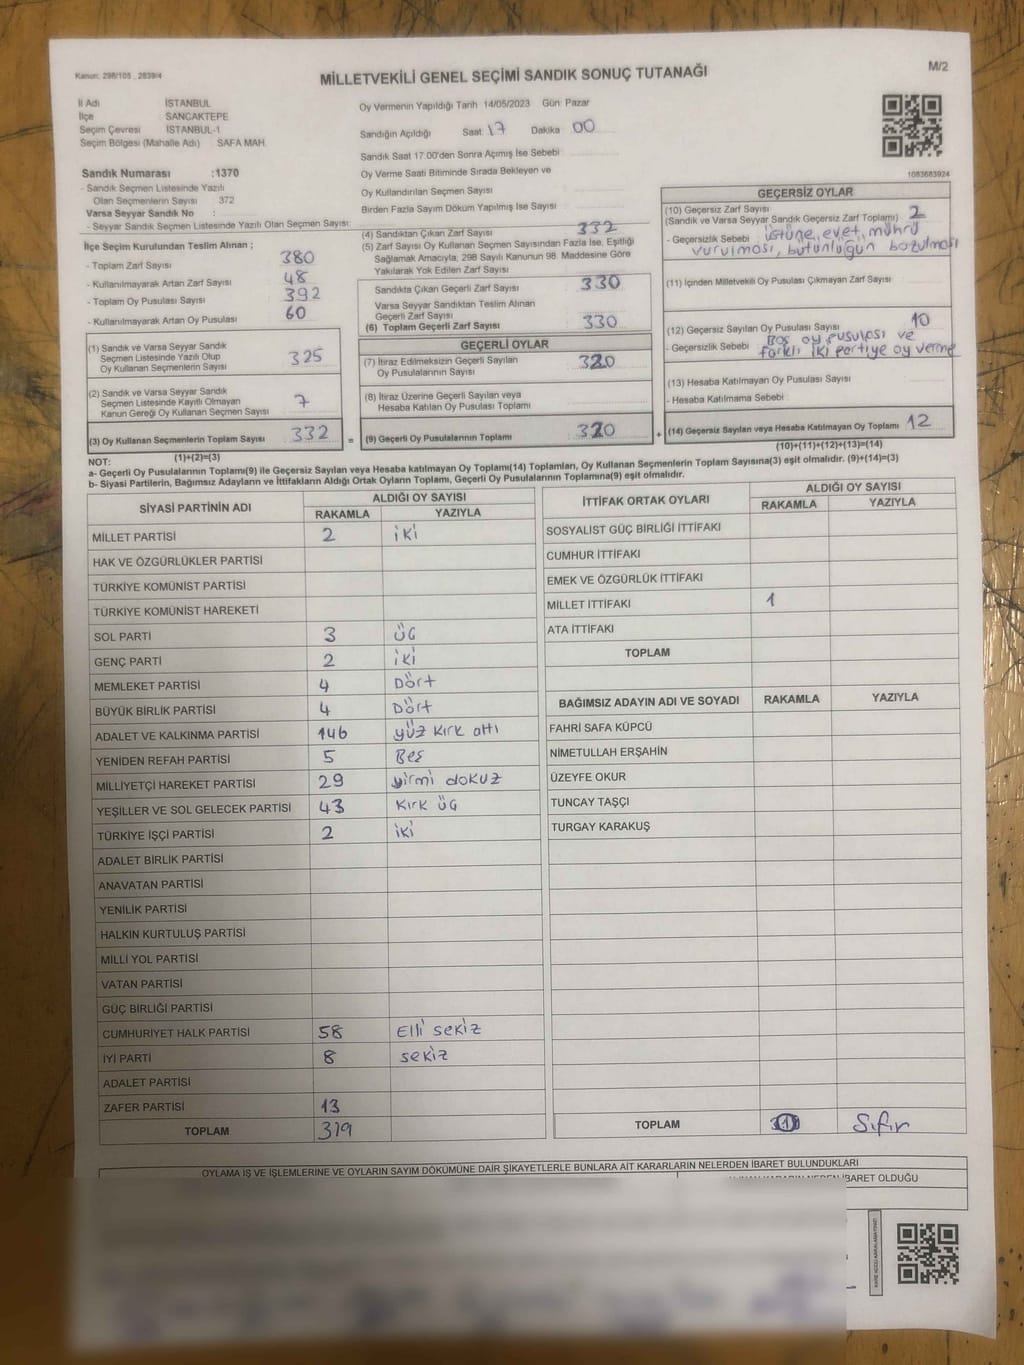 Kanun: 298/105 , 2839/4
MİLLETVEKİLİ GENEL SEÇİMİ SANDIK SONUÇ TUTANAĞI
M/2
İl Adı İSTANBUL
İlçe SANCAKTEPE
Seçim Çevresi İSTANBUL-1
Seçim Bölgesi (Mahalle Adı) SAFA MAH.
Sandık Numarası :1370
- Sandık Seçmen Listesinde Yazılı
Olan Seçmenlerin Sayısı 372
Varsa Seyyar Sandık No :
- Seyyar Sandık Seçmen Listesinde Yazılı Olan Seçmen Sayısı:
Oy Vermenin Yapıldığı Tarih 14/05/2023 Gün: Pazar
Sandığın Açıldığı Saat 17 Dakika 00
Sandık Saat 17.00'den Sonra Açımış İse Sebebi
Oy Verme Saati Bitiminde Sırada Bekleyen ve
Oy Kullandırılan Seçmen Sayısı
Birden Fazla Sayım Döküm Yapılmış İse Sayısı
1083683924
İlçe Seçim Kurulundan Teslim Alınan ;
- Toplam Zarf Sayısı 380
- Kullanılmayarak Artan Zarf Sayısı 48
- Toplam Oy Pusulası Sayısı 392
- Kullanılmayarak Artan Oy Pusulası 60
(4) Sandıktan Çıkan Zarf Sayısı 332
(5) Zarf Sayısı Oy Kullanan Seçmen Sayısından Fazla İse, Eşitliği
Sağlamak Amacıyla; 298 Sayılı Kanunun 98. Maddesine Göre
Yakılarak Yok Edilen Zarf Sayısı
Sandıkta Çıkan Geçerli Zarf Sayısı 330
Varsa Seyyar Sandıktan Teslim Alınan
Geçerli Zarf Sayısı
(6) Toplam Geçerli Zarf Sayısı 330
GEÇERSİZ OYLAR
(10) Geçersiz Zarf Sayısı 2
(Sandık ve Varsa Seyyar Sandık Geçersiz Zarf Toplamı)
- Geçersizlik Sebebi üstüne,,evet,, mührü
vurulması, bütünlüğün bozulması
(11) İçinden Milletvekili Oy Pusulası Çıkmayan Zarf Sayısı
(12) Geçersiz Sayılan Oy Pusulası Sayısı 10
- Geçersizlik Sebebi Boş oy pusulası ve
farklı iki partiye oy verme
(13) Hesaba Katılmayan Oy Pusulası Sayısı
- Hesaba Katılmama Sebebi
(1) Sandık ve Varsa Seyyar Sandık
Seçmen Listesinde Yazılı Olup
Oy Kullanan Seçmenlerin Sayısı 325
(2) Sandık ve Varsa Seyyar Sandık
Seçmen Listesinde Kayıtlı Olmayan
Kanun Gereği Oy Kullanan Seçmen Sayısı 7
GEÇERLİ OYLAR
(7) İtiraz Edilmeksizin Geçerli Sayılan
Oy Pusulalarının Sayısı 320
(8) İtiraz Üzerine Geçerli Sayılan veya
Hesaba Katılan Oy Pusulası Toplamı
(3) Oy Kullanan Seçmenlerin Toplam Sayısı 332 = (9) Geçerli Oy Pusulalarının Toplamı 320 + (14) Geçersiz Sayılan veya Hesaba Katılmayan Oy Toplamı 12
(1)+(2)=(3)
(10)+(11)+(12)+(13)=(14)
NOT:
a- Geçerli Oy Pusulalarının Toplamı(9) ile Geçersiz Sayılan veya Hesaba katılmayan Oy Toplamı(14) Toplamları, Oy Kullanan Seçmenlerin Toplam Sayısına(3) eşit olmalıdır. (9)+(14)=(3)
b- Siyasi Partilerin, Bağımsız Adayların ve İttifakların Aldığı Ortak Oyların Toplamı, Geçerli Oy Pusulalarının Toplamına(9) eşit olmalıdır.
SİYASİ PARTİNİN ADI ALDIĞI OY SAYISI
RAKAMLA YAZIYLA
MİLLET PARTİSİ 2 iki
HAK VE ÖZGÜRLÜKLER PARTİSİ
TÜRKİYE KOMÜNİST PARTİSİ
TÜRKİYE KOMÜNİST HAREKETİ
SOL PARTİ 3 üç
GENÇ PARTİ 2 iki
MEMLEKET PARTİSİ 4 Dört
BÜYÜK BİRLİK PARTİSİ 4 Dört
ADALET VE KALKINMA PARTİSİ 146 yüz kırk altı
YENİDEN REFAH PARTİSİ 5 Beş
MİLLİYETÇİ HAREKET PARTİSİ 29 yirmi dokuz
YEŞİLLER VE SOL GELECEK PARTİSİ 43 Kırk üç
TÜRKİYE İŞÇİ PARTİSİ 2 iki
ADALET BİRLİK PARTİSİ
ANAVATAN PARTİSİ
YENİLİK PARTİSİ
HALKIN KURTULUŞ PARTİSİ
MİLLİ YOL PARTİSİ
VATAN PARTİSİ
GÜÇ BİRLİĞİ PARTİSİ
CUMHURİYET HALK PARTİSİ 58 Elli sekiz
İYİ PARTİ 8 sekiz
ADALET PARTİSİ
ZAFER PARTİSİ 13
TOPLAM 319
İTTİFAK ORTAK OYLARI ALDIĞI OY SAYISI
RAKAMLA YAZIYLA
SOSYALIST GÜÇ BİRLİĞİ İTTİFAKI
CUMHUR İTTİFAKI
EMEK VE ÖZGÜRLÜK İTTİFAKI
MİLLET İTTİFAKI 1
ATA İTTİFAKI
TOPLAM
BAĞIMSIZ ADAYIN ADI VE SOYADI RAKAMLA YAZIYLA
FAHRİ SAFA KÜPCÜ
NİMETULLAH ERŞAHİN
ÜZEYFE OKUR
TUNCAY TAŞÇI
TURGAY KARAKUŞ
TOPLAM Sıfır
OYLAMA İŞ VE İŞLEMLERİNE VE OYLARIN SAYIM DÖKÜMÜNE DAİR ŞİKAYETLERLE BUNLARA AİT KARARLARIN NELERDEN İBARET BULUNDUKLARI
İBARET OLDUĞU